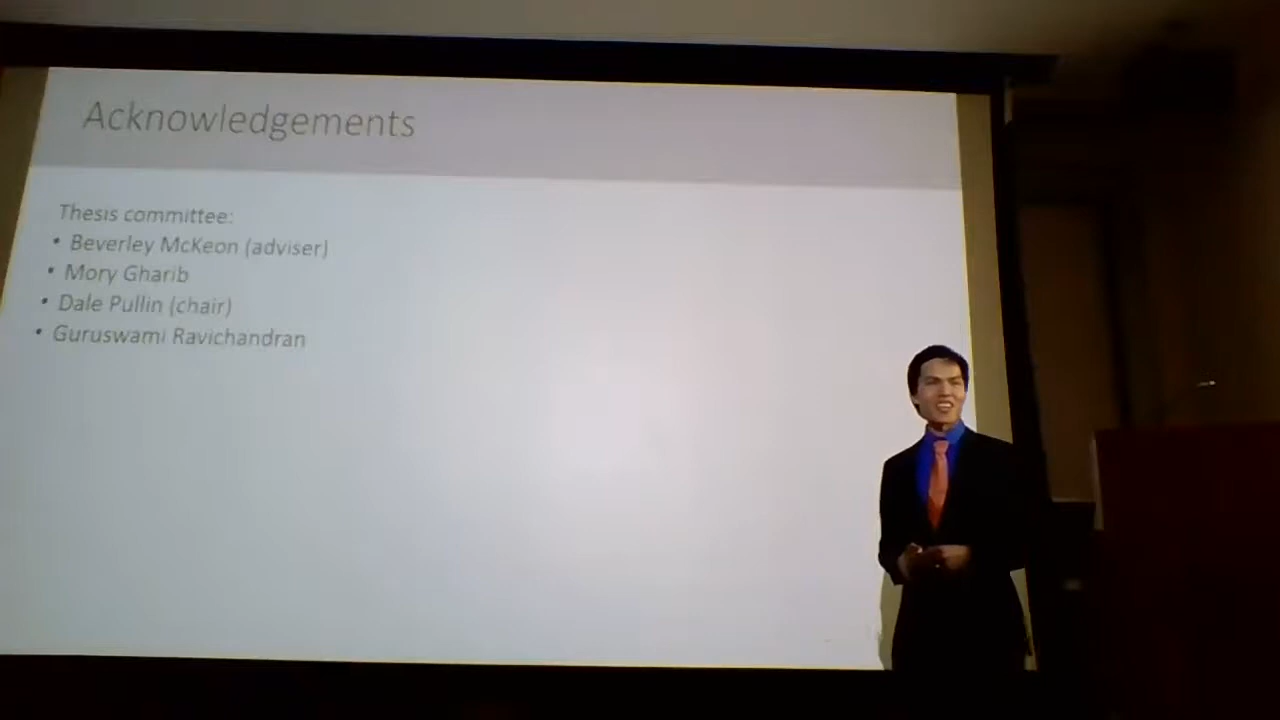 Acknowledgements
Thesis committee:
• Beverley McKeon (adviser)
• Mory Gharib
• Dale Pullin (chair)
• Guruswami Ravichandran